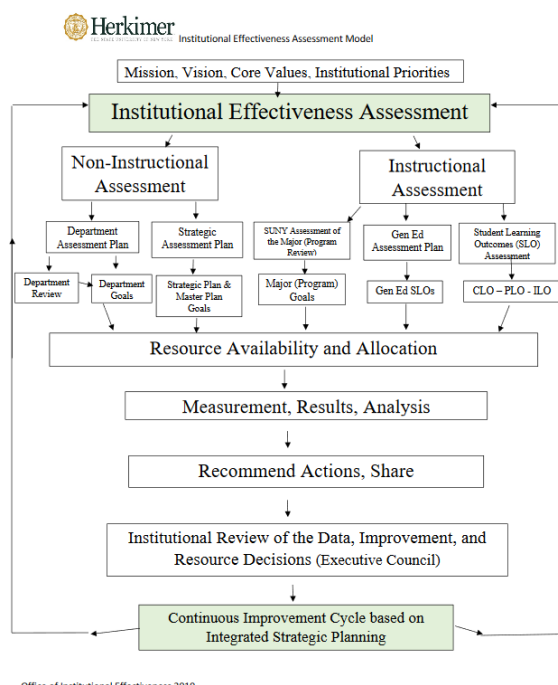 Herkimer
Institutional Effectiveness Assessment Model
Mission, Vision, Core Values, Institutional Priorities
Institutional Effectiveness Assessment
Non-Instructional
Assessment
Instructional
Assessment
Department
Assessment Plan
Strategic
Assessment Plan
SUNY Assessment of
the Major (Program
Review)
Gen Ed
Assessment Plan
Student Learning
Outcomes (SLO)
Assessment
Department
Review
Department
Goals
Strategic Plan &
Master Plan
Goals
Major (Program)
Goals
Gen Ed SLOs
CLO – PLO - ILO
Resource Availability and Allocation
Measurement, Results, Analysis
Recommend Actions, Share
Institutional Review of the Data, Improvement, and
Resource Decisions (Executive Council)
Continuous Improvement Cycle based on
Integrated Strategic Planning
Office of Institutional Effectiveness